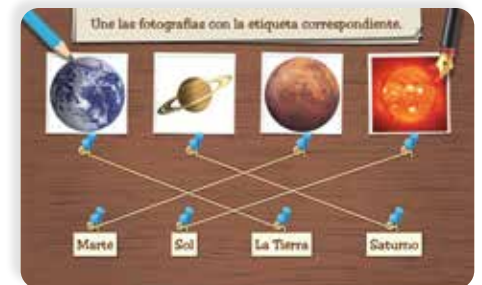 Une las fotografías con la etiqueta correspondiente.
Marte Sol La Tierra Saturno